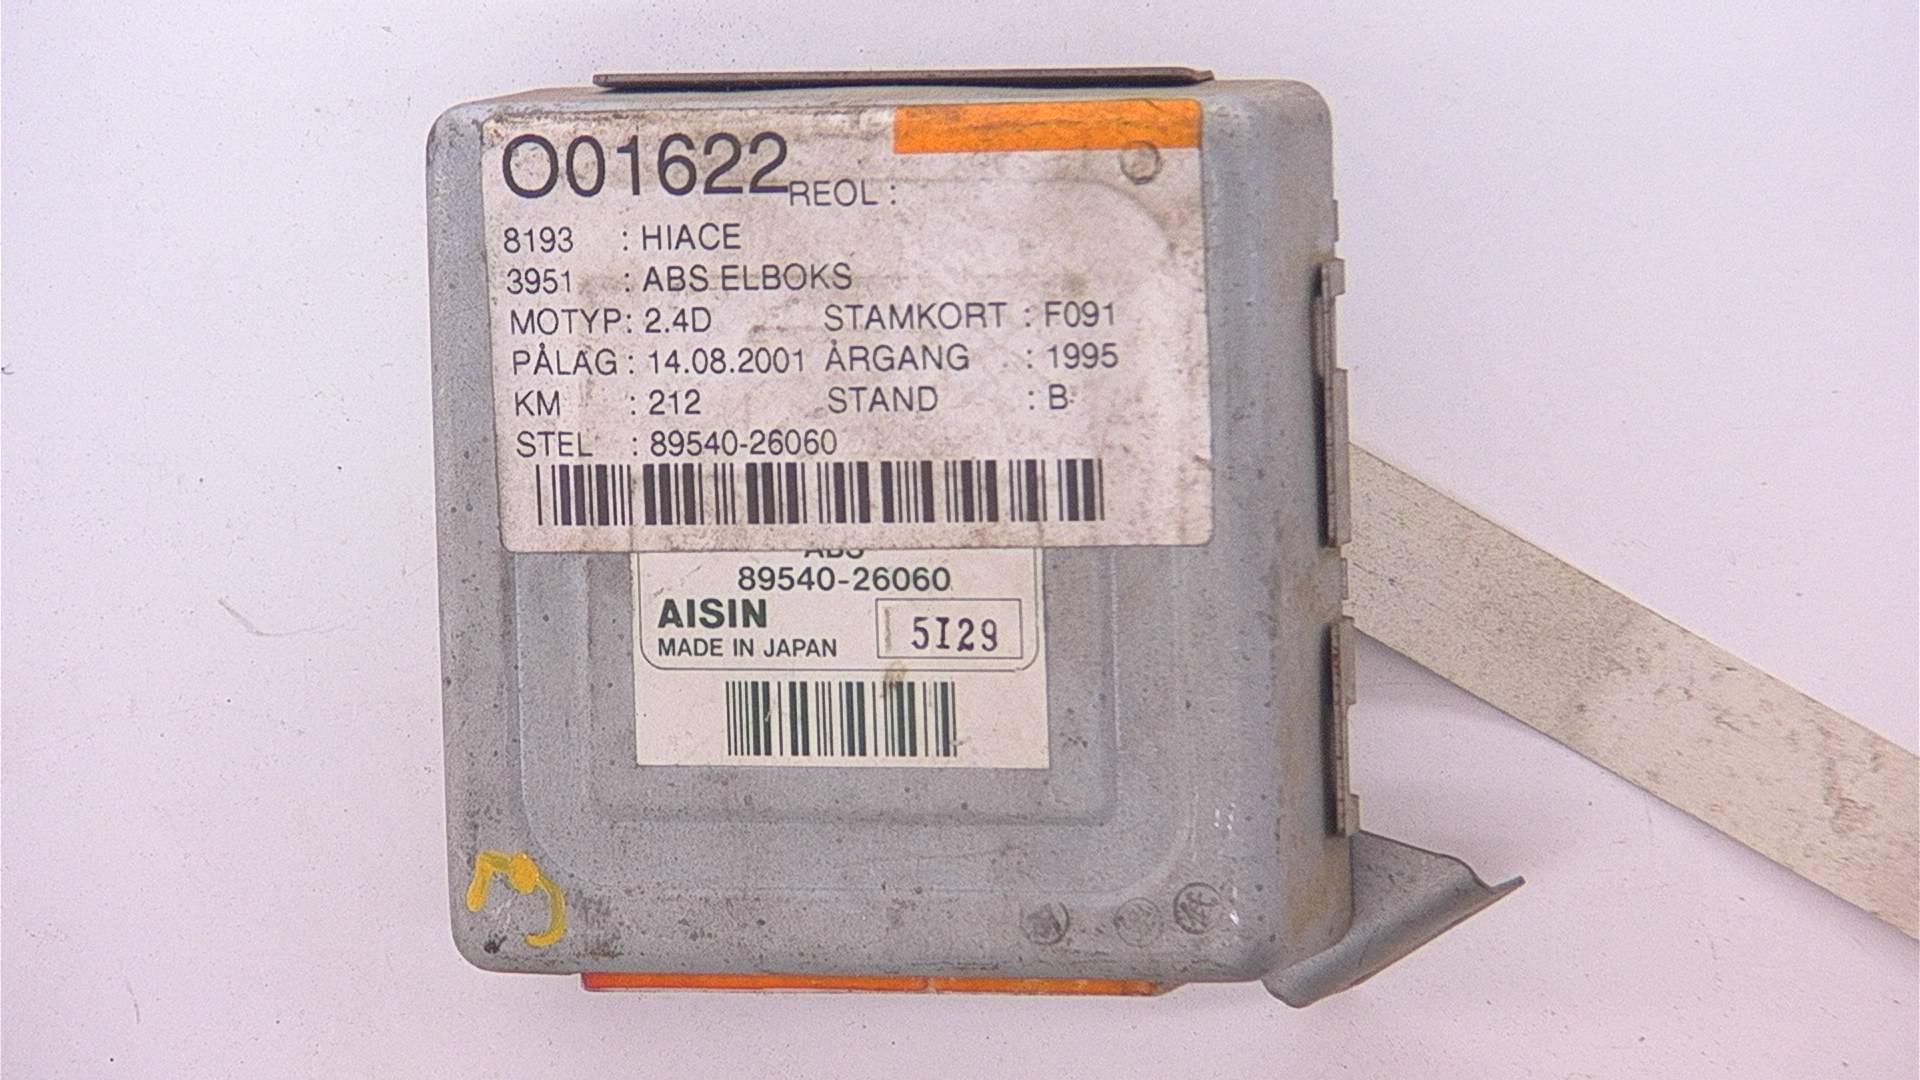 O01622 REOL :
8193 : HIACE
3951 : ABS ELBOKS
MOTYP: 2.4D STAMKORT : F091
PÅLAG : 14.08.2001 ÅRGANG : 1995
KM : 212 STAND : B
STEL : 89540-26060
ABS
89540-26060
AISIN
MADE IN JAPAN 5I29